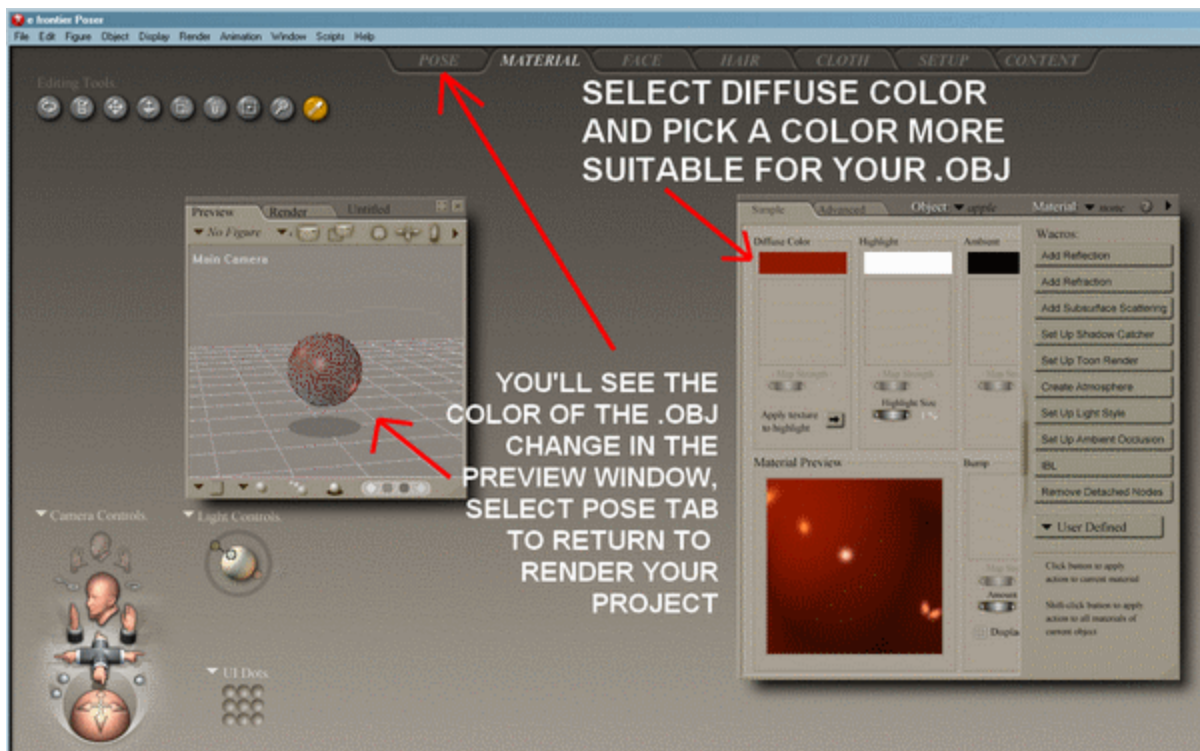 e frontier Poser
File Edit Figure Object Display Render Animation Window Scripts Help
POSE MATERIAL FACE HAIR CLOTH SETUP CONTENT
Editing Tools.
SELECT DIFFUSE COLOR
AND PICK A COLOR MORE
SUITABLE FOR YOUR .OBJ
Preview Render Untitled
No Figure
Main Camera
Advanced Object: apple Material: none
Diffuse Color Highlight Ambient
Map Strength Map Strength
Highlight Size
Apply texture
to highlight
Material Preview Bump
Amount
Displa
Wacros:
Add Reflection
Add Refraction
Add Subsurface Scattering
Set Up Shadow Catcher
Set Up Toon Render
Create Atmosphere
Set Up Light Style
Set Up Ambient Occlusion
IBL
Remove Detached Nodes
User Defined
Click button to apply
action to current material
Shift-click button to apply
action to all materials of
current object
YOU'LL SEE THE
COLOR OF THE .OBJ
CHANGE IN THE
PREVIEW WINDOW,
SELECT POSE TAB
TO RETURN TO
RENDER YOUR
PROJECT
Camera Controls. Light Controls.
UI Dots.